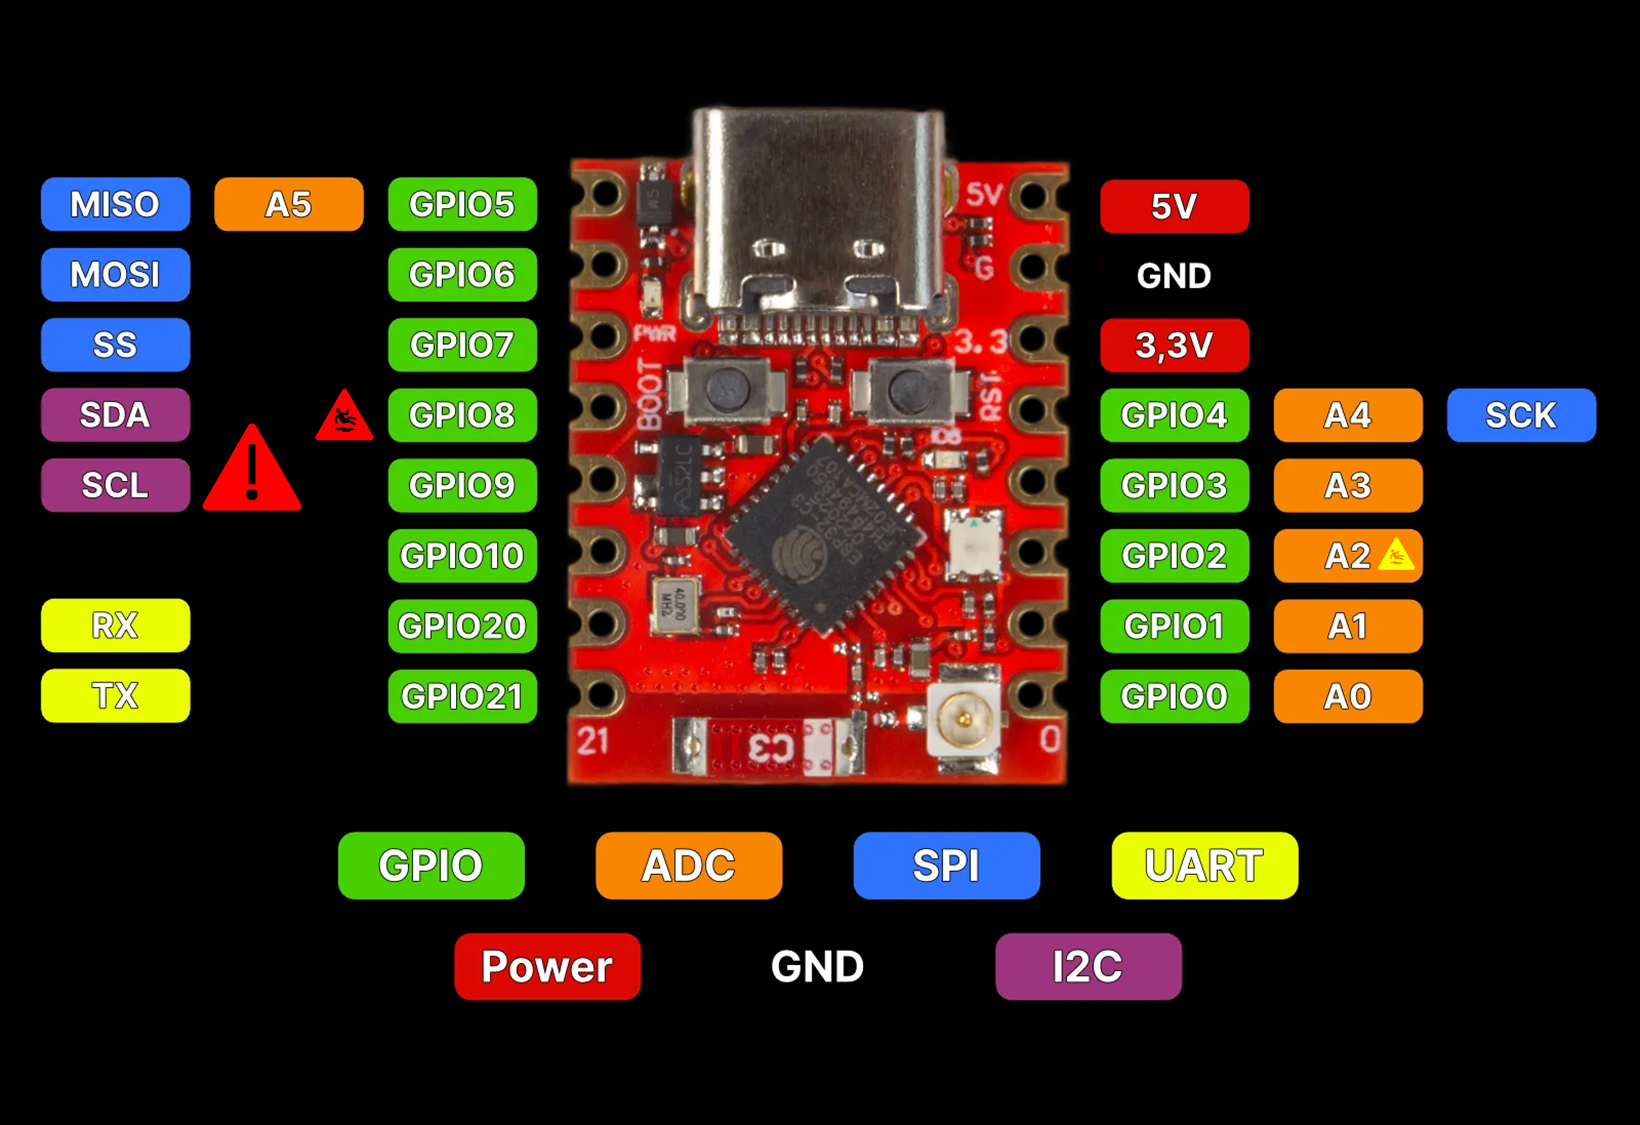 MISO A5 GPIO5 5V 5V
MOSI GPIO6 G GND
SS GPIO7 PWR 3.3 3,3V
SDA GPIO8 BOOT RST GPIO4 A4 SCK
SCL GPIO9 GPIO3 A3
GPIO10 GPIO2 A2
RX GPIO20 GPIO1 A1
TX GPIO21 GPIO0 A0
21 C3 0
GPIO ADC SPI UART
Power GND I2C